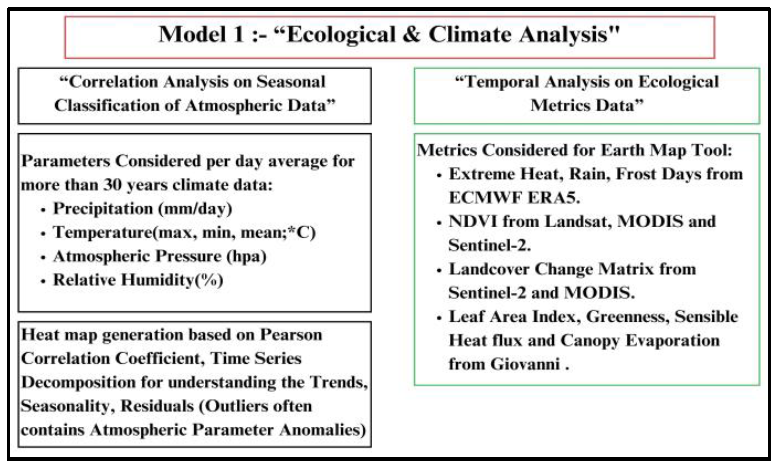 Model 1 :- “Ecological & Climate Analysis"
“Correlation Analysis on Seasonal
Classification of Atmospheric Data”
Parameters Considered per day average for
more than 30 years climate data:
• Precipitation (mm/day)
• Temperature(max, min, mean;*C)
• Atmospheric Pressure (hpa)
• Relative Humidity(%)
Heat map generation based on Pearson
Correlation Coefficient, Time Series
Decomposition for understanding the Trends,
Seasonality, Residuals (Outliers often
contains Atmospheric Parameter Anomalies)
“Temporal Analysis on Ecological
Metrics Data”
Metrics Considered for Earth Map Tool:
• Extreme Heat, Rain, Frost Days from
ECMWF ERA5.
• NDVI from Landsat, MODIS and
Sentinel-2.
• Landcover Change Matrix from
Sentinel-2 and MODIS.
• Leaf Area Index, Greenness, Sensible
Heat flux and Canopy Evaporation
from Giovanni .